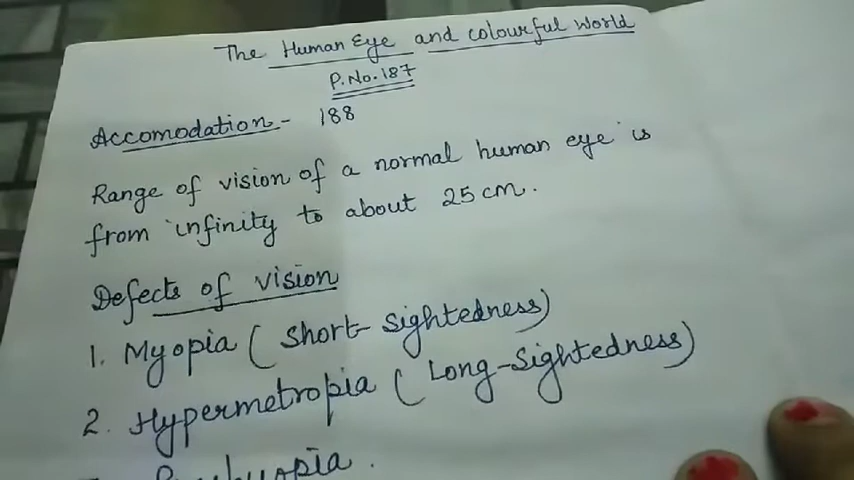 The Human Eye and colourful World
P.No.187
Accomodation - 188
Range of vision of a normal human eye is
from infinity to about 25 cm.
Defects of vision
1. Myopia (Short-Sightedness)
2. Hypermetropia (Long-Sightedness)